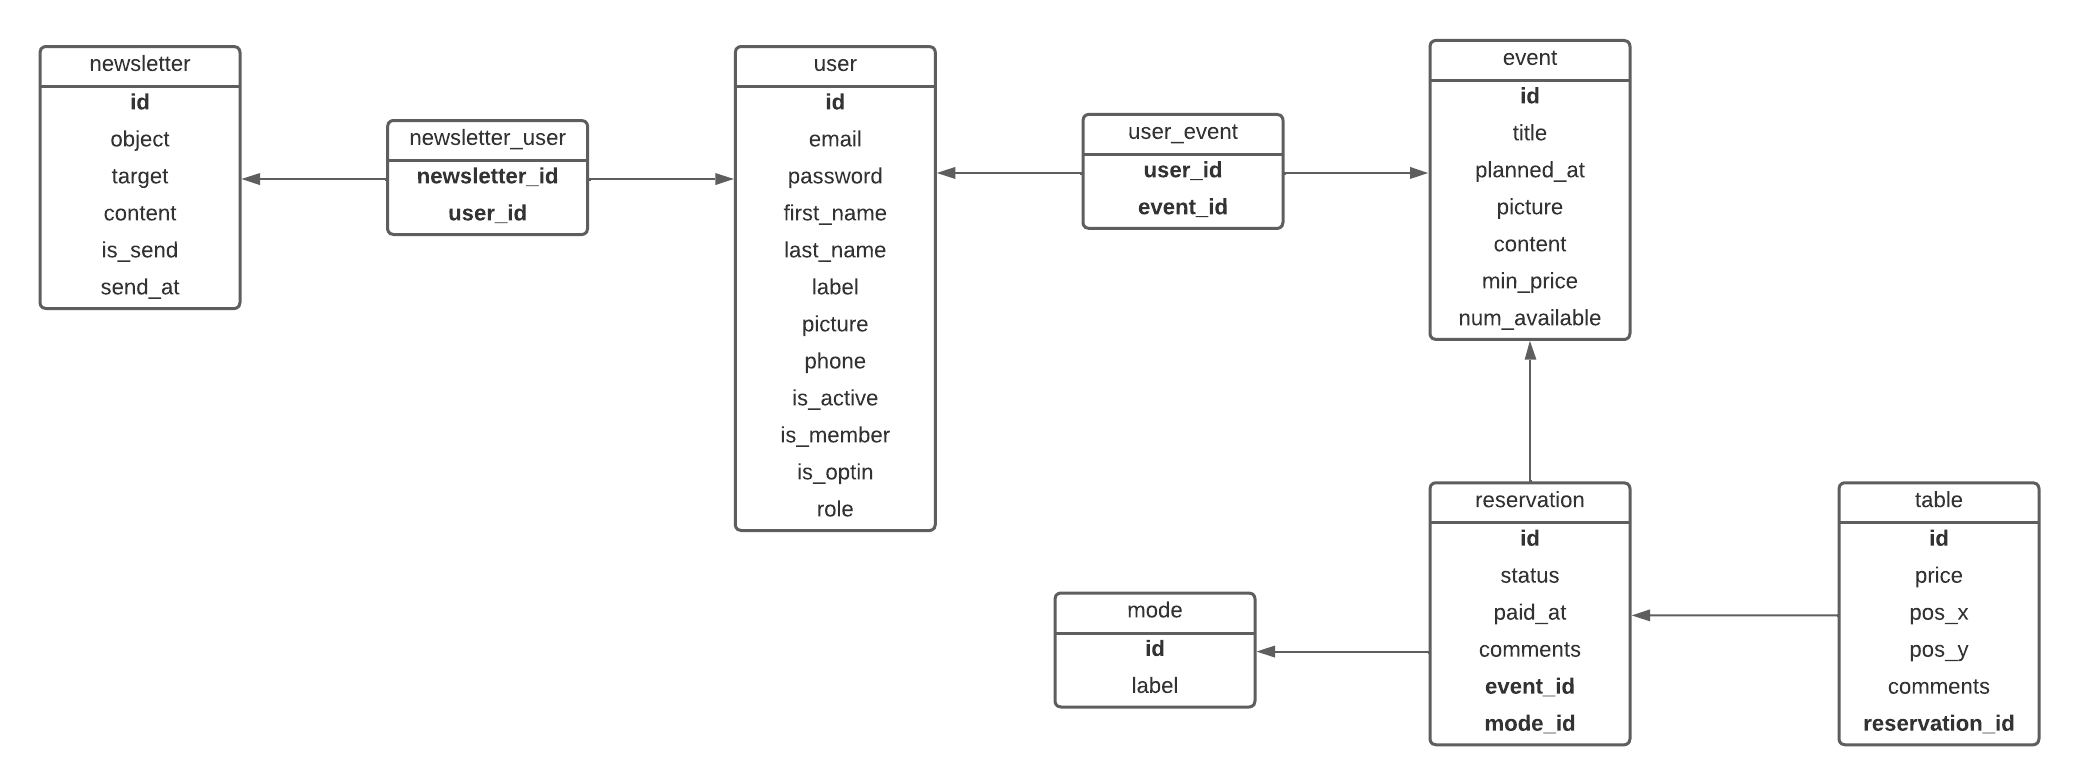 newsletter
id
object
target
content
is_send
send_at
newsletter_user
newsletter_id
user_id
user
id
email
password
first_name
last_name
label
picture
phone
is_active
is_member
is_optin
role
user_event
user_id
event_id
event
id
title
planned_at
picture
content
min_price
num_available
mode
id
label
reservation
id
status
paid_at
comments
event_id
mode_id
table
id
price
pos_x
pos_y
comments
reservation_id